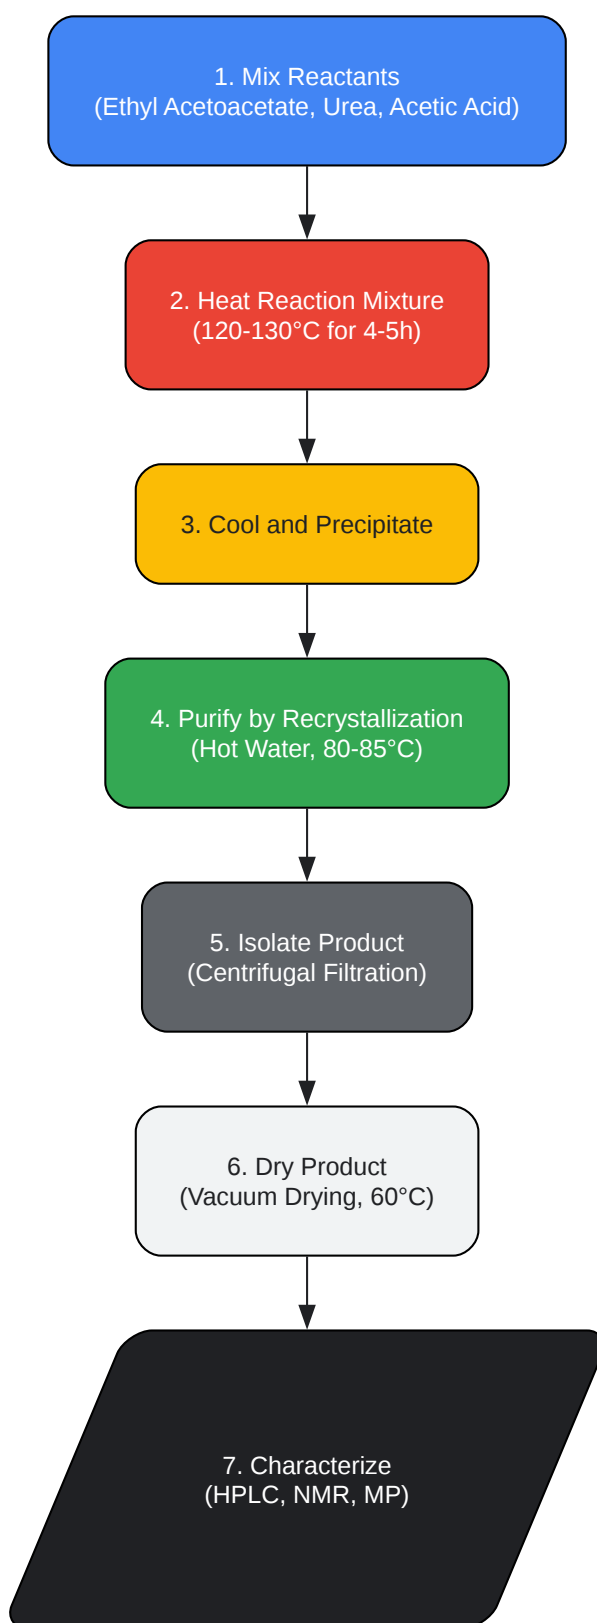 1. Mix Reactants
(Ethyl Acetoacetate, Urea, Acetic Acid)
2. Heat Reaction Mixture
(120-130°C for 4-5h)
3. Cool and Precipitate
4. Purify by Recrystallization
(Hot Water, 80-85°C)
5. Isolate Product
(Centrifugal Filtration)
6. Dry Product
(Vacuum Drying, 60°C)
7. Characterize
(HPLC, NMR, MP)